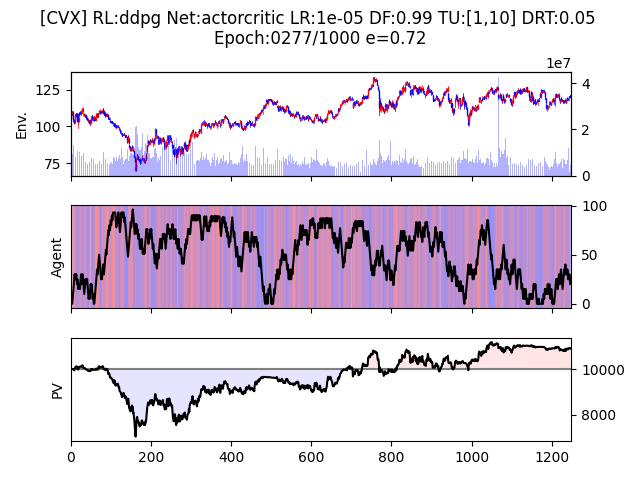 [CVX] RL:ddpg Net:actorcritic LR:1e-05 DF:0.99 TU:[1,10] DRT:0.05
Epoch:0277/1000 e=0.72
1e7
125
100
75
Env.
4
2
0
Agent
100
50
0
PV
10000
8000
0 200 400 600 800 1000 1200